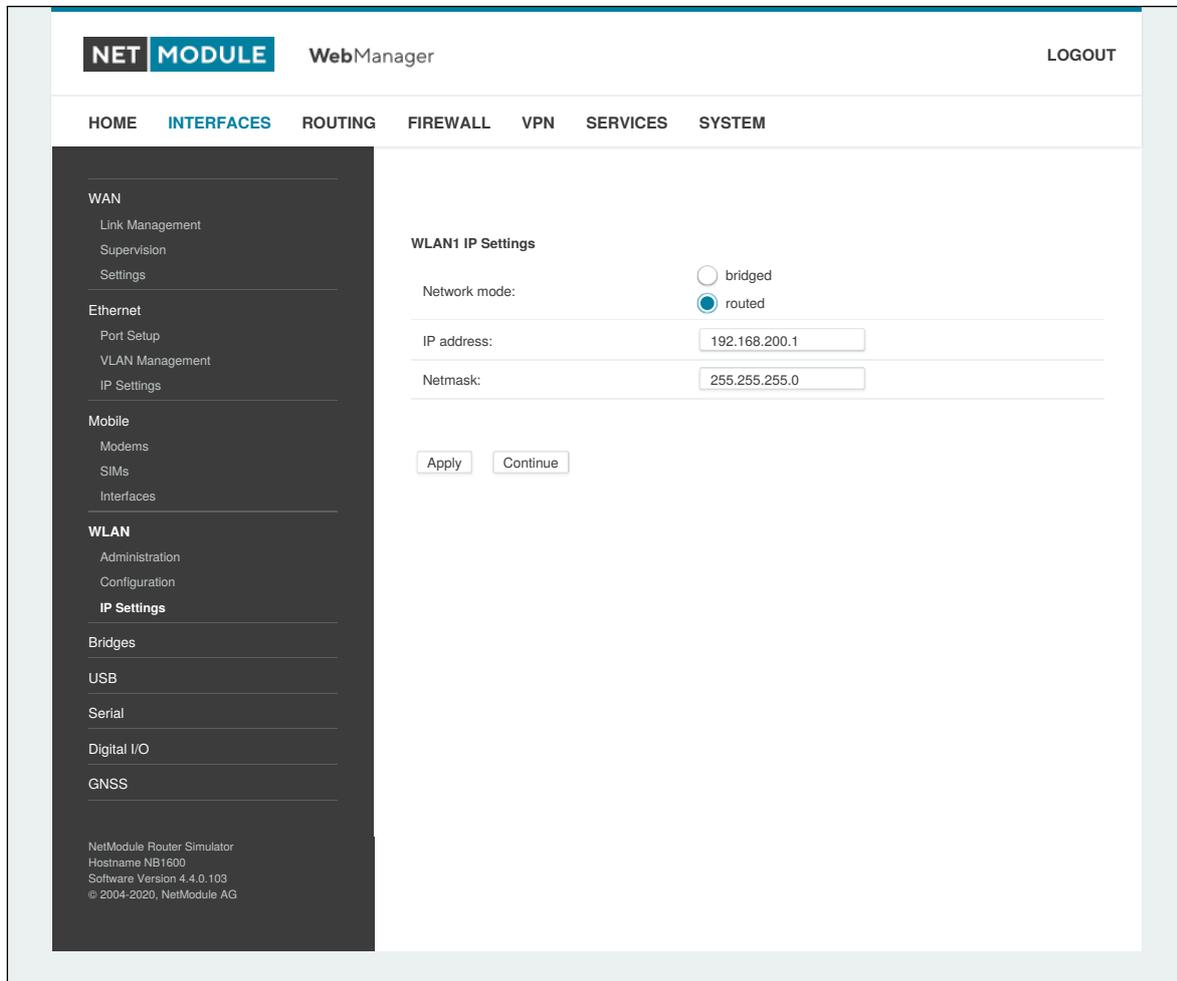 NET MODULE WebManager LOGOUT
HOME INTERFACES ROUTING FIREWALL VPN SERVICES SYSTEM
WAN
Link Management
Supervision
Settings
Ethernet
Port Setup
VLAN Management
IP Settings
Mobile
Modems
SIMs
Interfaces
WLAN
Administration
Configuration
IP Settings
Bridges
USB
Serial
Digital I/O
GNSS
NetModule Router Simulator
Hostname NB1600
Software Version 4.4.0.103
© 2004-2020, NetModule AG
WLAN1 IP Settings
Network mode:
bridged
routed
IP address: 192.168.200.1
Netmask: 255.255.255.0
Apply Continue